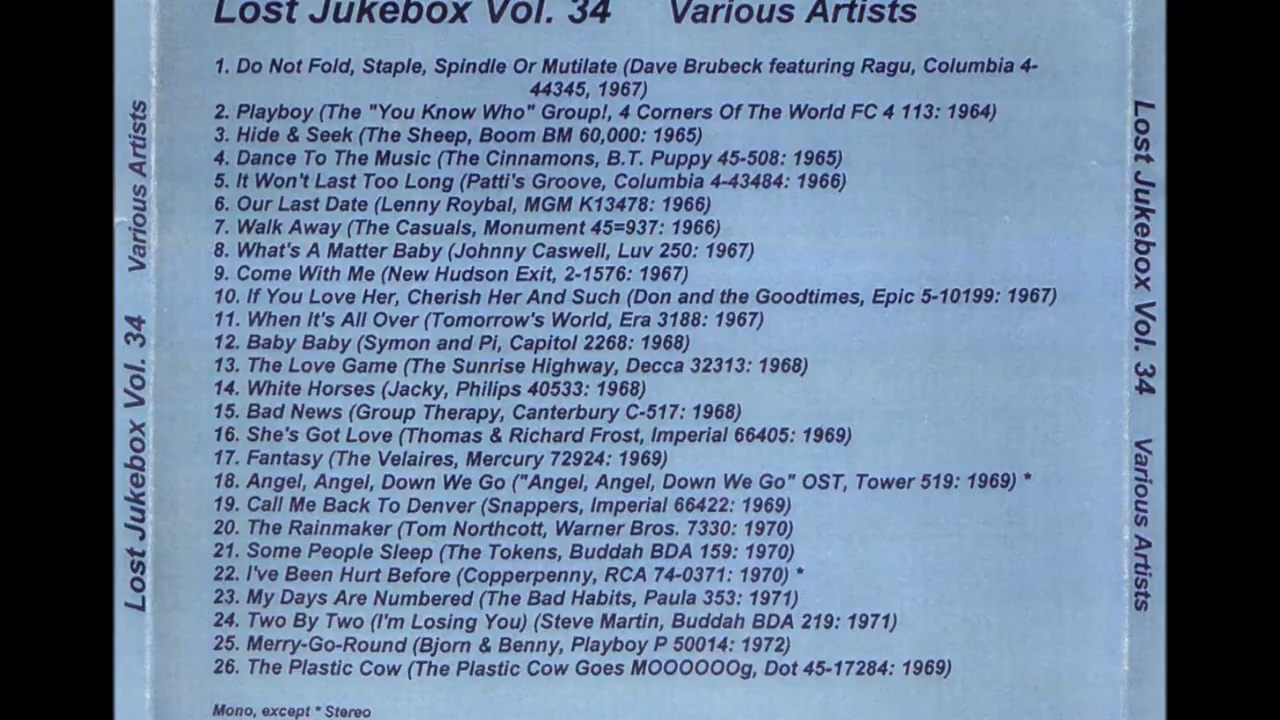 Lost Jukebox Vol. 34 Various Artists
1. Do Not Fold, Staple, Spindle Or Mutilate (Dave Brubeck featuring Ragu, Columbia 4-
44345, 1967)
2. Playboy (The "You Know Who" Group!, 4 Corners Of The World FC 4 113: 1964)
3. Hide & Seek (The Sheep, Boom BM 60,000: 1965)
4. Dance To The Music (The Cinnamons, B.T. Puppy 45-508: 1965)
5. It Won't Last Too Long (Patti's Groove, Columbia 4-43484: 1966)
6. Our Last Date (Lenny Roybal, MGM K13478: 1966)
7. Walk Away (The Casuals, Monument 45=937: 1966)
8. What's A Matter Baby (Johnny Caswell, Luv 250: 1967)
9. Come With Me (New Hudson Exit, 2-1576: 1967)
10. If You Love Her, Cherish Her And Such (Don and the Goodtimes, Epic 5-10199: 1967)
11. When It's All Over (Tomorrow's World, Era 3188: 1967)
12. Baby Baby (Symon and Pi, Capitol 2268: 1968)
13. The Love Game (The Sunrise Highway, Decca 32313: 1968)
14. White Horses (Jacky, Philips 40533: 1968)
15. Bad News (Group Therapy, Canterbury C-517: 1968)
16. She's Got Love (Thomas & Richard Frost, Imperial 66405: 1969)
17. Fantasy (The Velaires, Mercury 72924: 1969)
18. Angel, Angel, Down We Go ("Angel, Angel, Down We Go" OST, Tower 519: 1969) *
19. Call Me Back To Denver (Snappers, Imperial 66422: 1969)
20. The Rainmaker (Tom Northcott, Warner Bros. 7330: 1970)
21. Some People Sleep (The Tokens, Buddah BDA 159: 1970)
22. I've Been Hurt Before (Copperpenny, RCA 74-0371: 1970) *
23. My Days Are Numbered (The Bad Habits, Paula 353: 1971)
24. Two By Two (I'm Losing You) (Steve Martin, Buddah BDA 219: 1971)
25. Merry-Go-Round (Bjorn & Benny, Playboy P 50014: 1972)
26. The Plastic Cow (The Plastic Cow Goes MOOOOOOg, Dot 45-17284: 1969)
Mono, except * Stereo
Lost Jukebox Vol. 34 Various Artists
Lost Jukebox Vol. 34 Various Artists